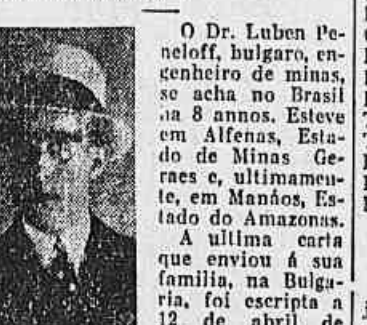 O Dr. Luben Pe-
neloff, bulgaro, en-
genheiro de minas,
se acha no Brasil
ha 8 annos. Esteve
em Alfenas, Esta-
do de Minas Ge-
raes e, ultimamen-
te, em Manáos, Es-
tado do Amazonas.
A ultima carta
que enviou á sua
familia, na Bulga-
ria, foi escripta a
12 de abril de